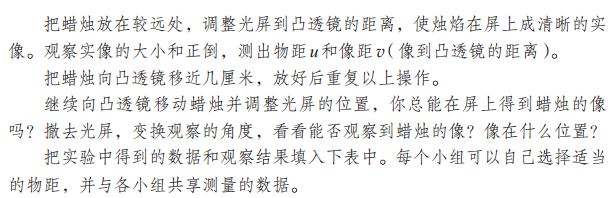 把蜡烛放在较远处，调整光屏到凸透镜的距离，使烛焰在屏上成清晰的实
像。观察实像的大小和正倒，测出物距u和像距v(像到凸透镜的距离)。
把蜡烛向凸透镜移近几厘米，放好后重复以上操作。
继续向凸透镜移动蜡烛并调整光屏的位置，你总能在屏上得到蜡烛的像
吗？撤去光屏，变换观察的角度，看看能否观察到蜡烛的像？像在什么位置？
把实验中得到的数据和观察结果填入下表中。每个小组可以自己选择适当
的物距，并与各小组共享测量的数据。